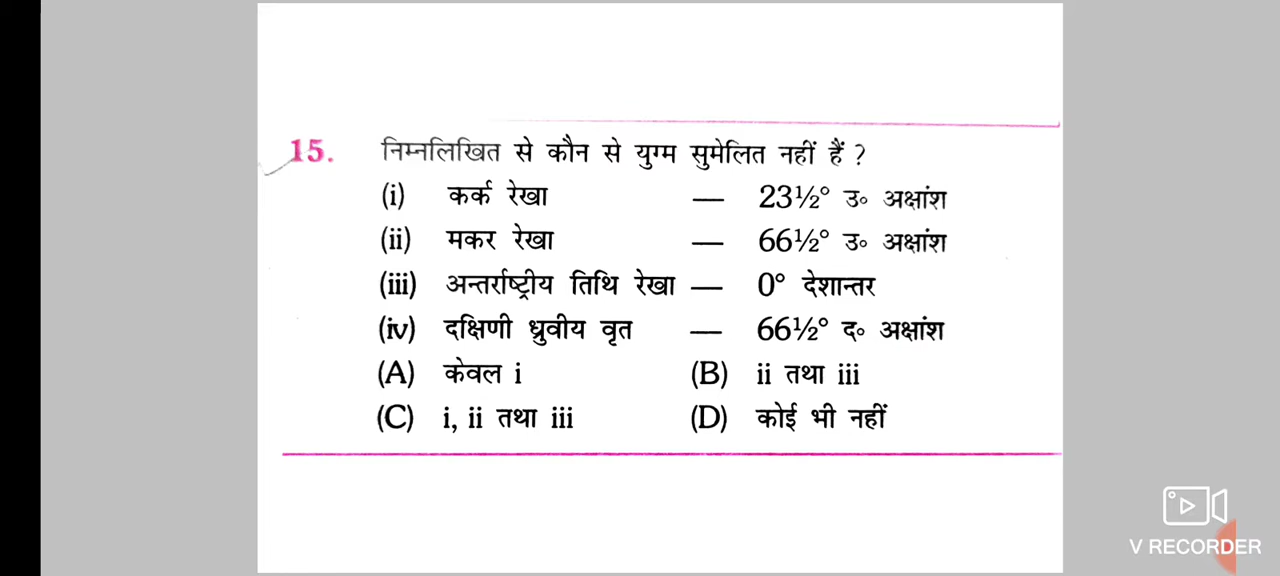 15. निम्नलिखित से कौन से युग्म सुमेलित नहीं हैं ?
(i) कर्क रेखा — 23½° उ॰ अक्षांश
(ii) मकर रेखा — 66½° उ॰ अक्षांश
(iii) अन्तर्राष्ट्रीय तिथि रेखा — 0° देशान्तर
(iv) दक्षिणी ध्रुवीय वृत — 66½° द॰ अक्षांश
(A) केवल i (B) ii तथा iii
(C) i, ii तथा iii (D) कोई भी नहीं
V RECORDER